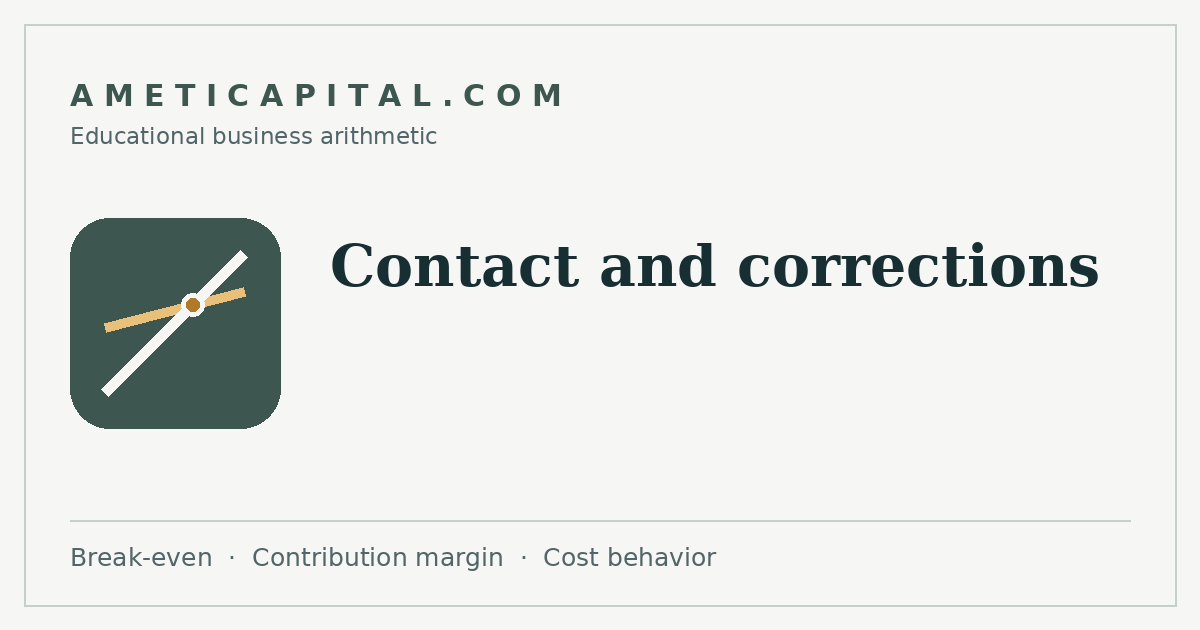 AMETICAPITAL.COM
Educational business arithmetic
Contact and corrections
Break-even · Contribution margin · Cost behavior